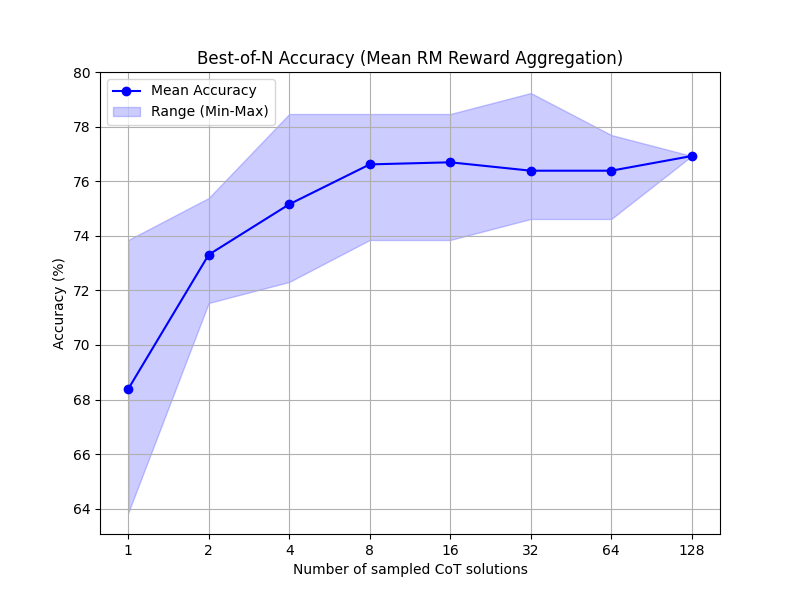 Best-of-N Accuracy (Mean RM Reward Aggregation)
Mean Accuracy
Range (Min-Max)
Accuracy (%)
80
78
76
74
72
70
68
66
64
1 2 4 8 16 32 64 128
Number of sampled CoT solutions